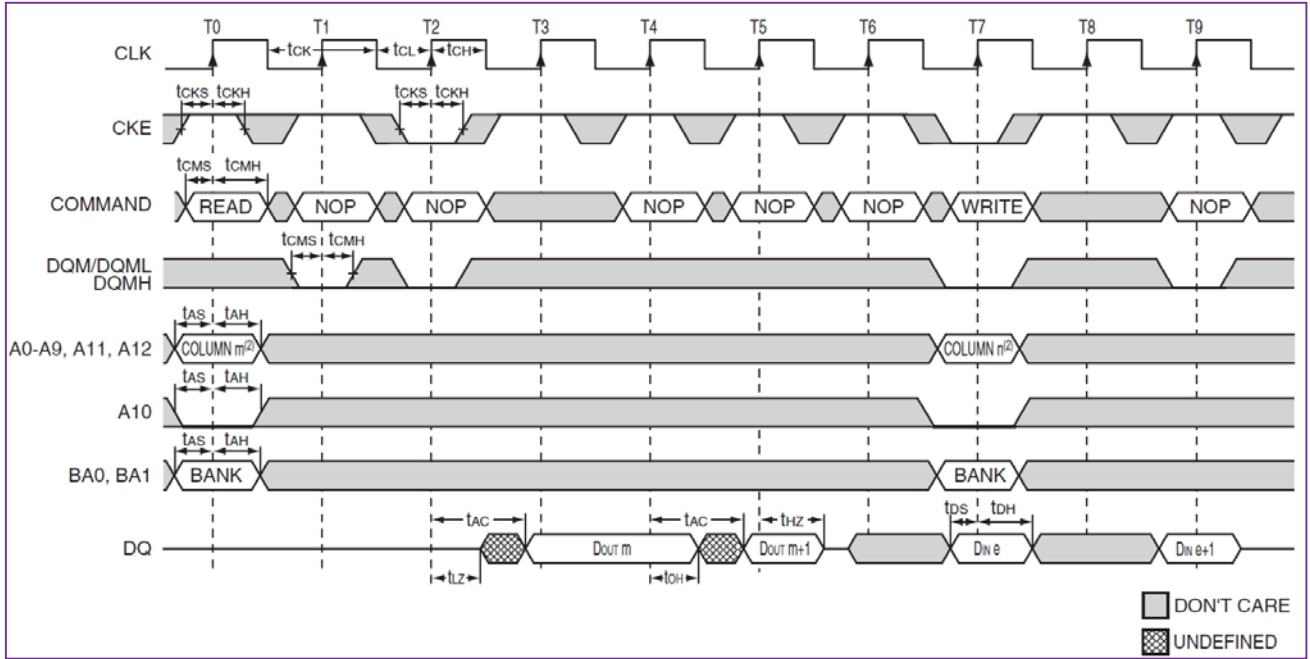 T0 T1 T2 T3 T4 T5 T6 T7 T8 T9
CLK tCK tCL tCH
tCKS tCKH tCKS tCKH
CKE
tCMS tCMH
COMMAND READ NOP NOP NOP NOP NOP WRITE NOP
tCMS tCMH
DQM/DQML
DQMH
tAS tAH
A0-A9, A11, A12 COLUMN m(2) COLUMN n(2)
tAS tAH
A10
tAS tAH
BA0, BA1 BANK BANK
tAC tAC tHZ tDS tDH
DQ DOUT m DOUT m+1 DIN e DIN e+1
tLZ tOH
DON'T CARE
UNDEFINED